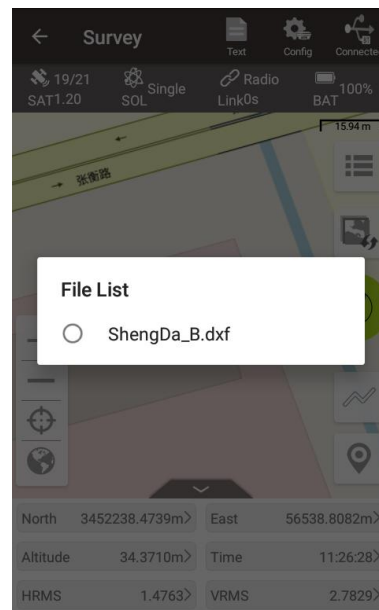 Survey
Text
Config
Connecte
19/21
SAT1.20
Single
SOL
Radio
Link0s
100%
BAT
15.94 m
张衡路
File List
ShengDa_B.dxf
North 3452238.4739m>
East 56538.8082m>
Altitude 34.3710m>
Time 11:26:28>
HRMS 1.4763>
VRMS 2.7829>